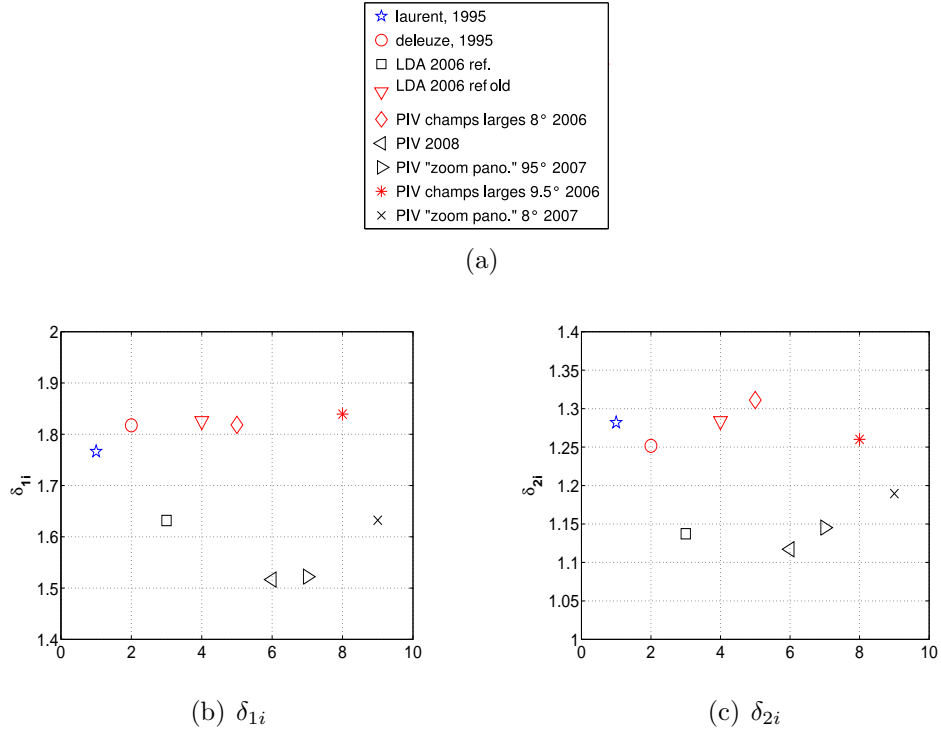 laurent, 1995
deleuze, 1995
LDA 2006 ref.
LDA 2006 ref old
PIV champs larges 8° 2006
PIV 2008
PIV "zoom pano." 95° 2007
PIV champs larges 9.5° 2006
PIV "zoom pano." 8° 2007
(a)
2
1.9
1.8
1.7
1.6
1.5
1.4
δ1i
0 2 4 6 8 10
(b) δ1i
1.4
1.35
1.3
1.25
1.2
1.15
1.1
1.05
1
δ2i
0 2 4 6 8 10
(c) δ2i